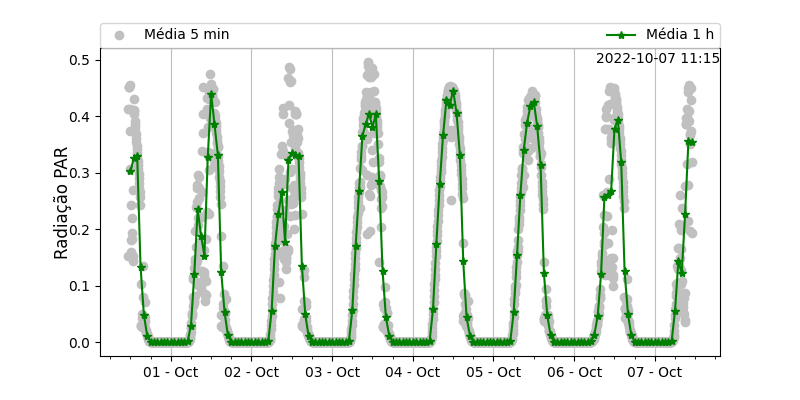 Média 5 min
Média 1 h
2022-10-07 11:15
Radiação PAR
0.5
0.4
0.3
0.2
0.1
0.0
01 - Oct
02 - Oct
03 - Oct
04 - Oct
05 - Oct
06 - Oct
07 - Oct